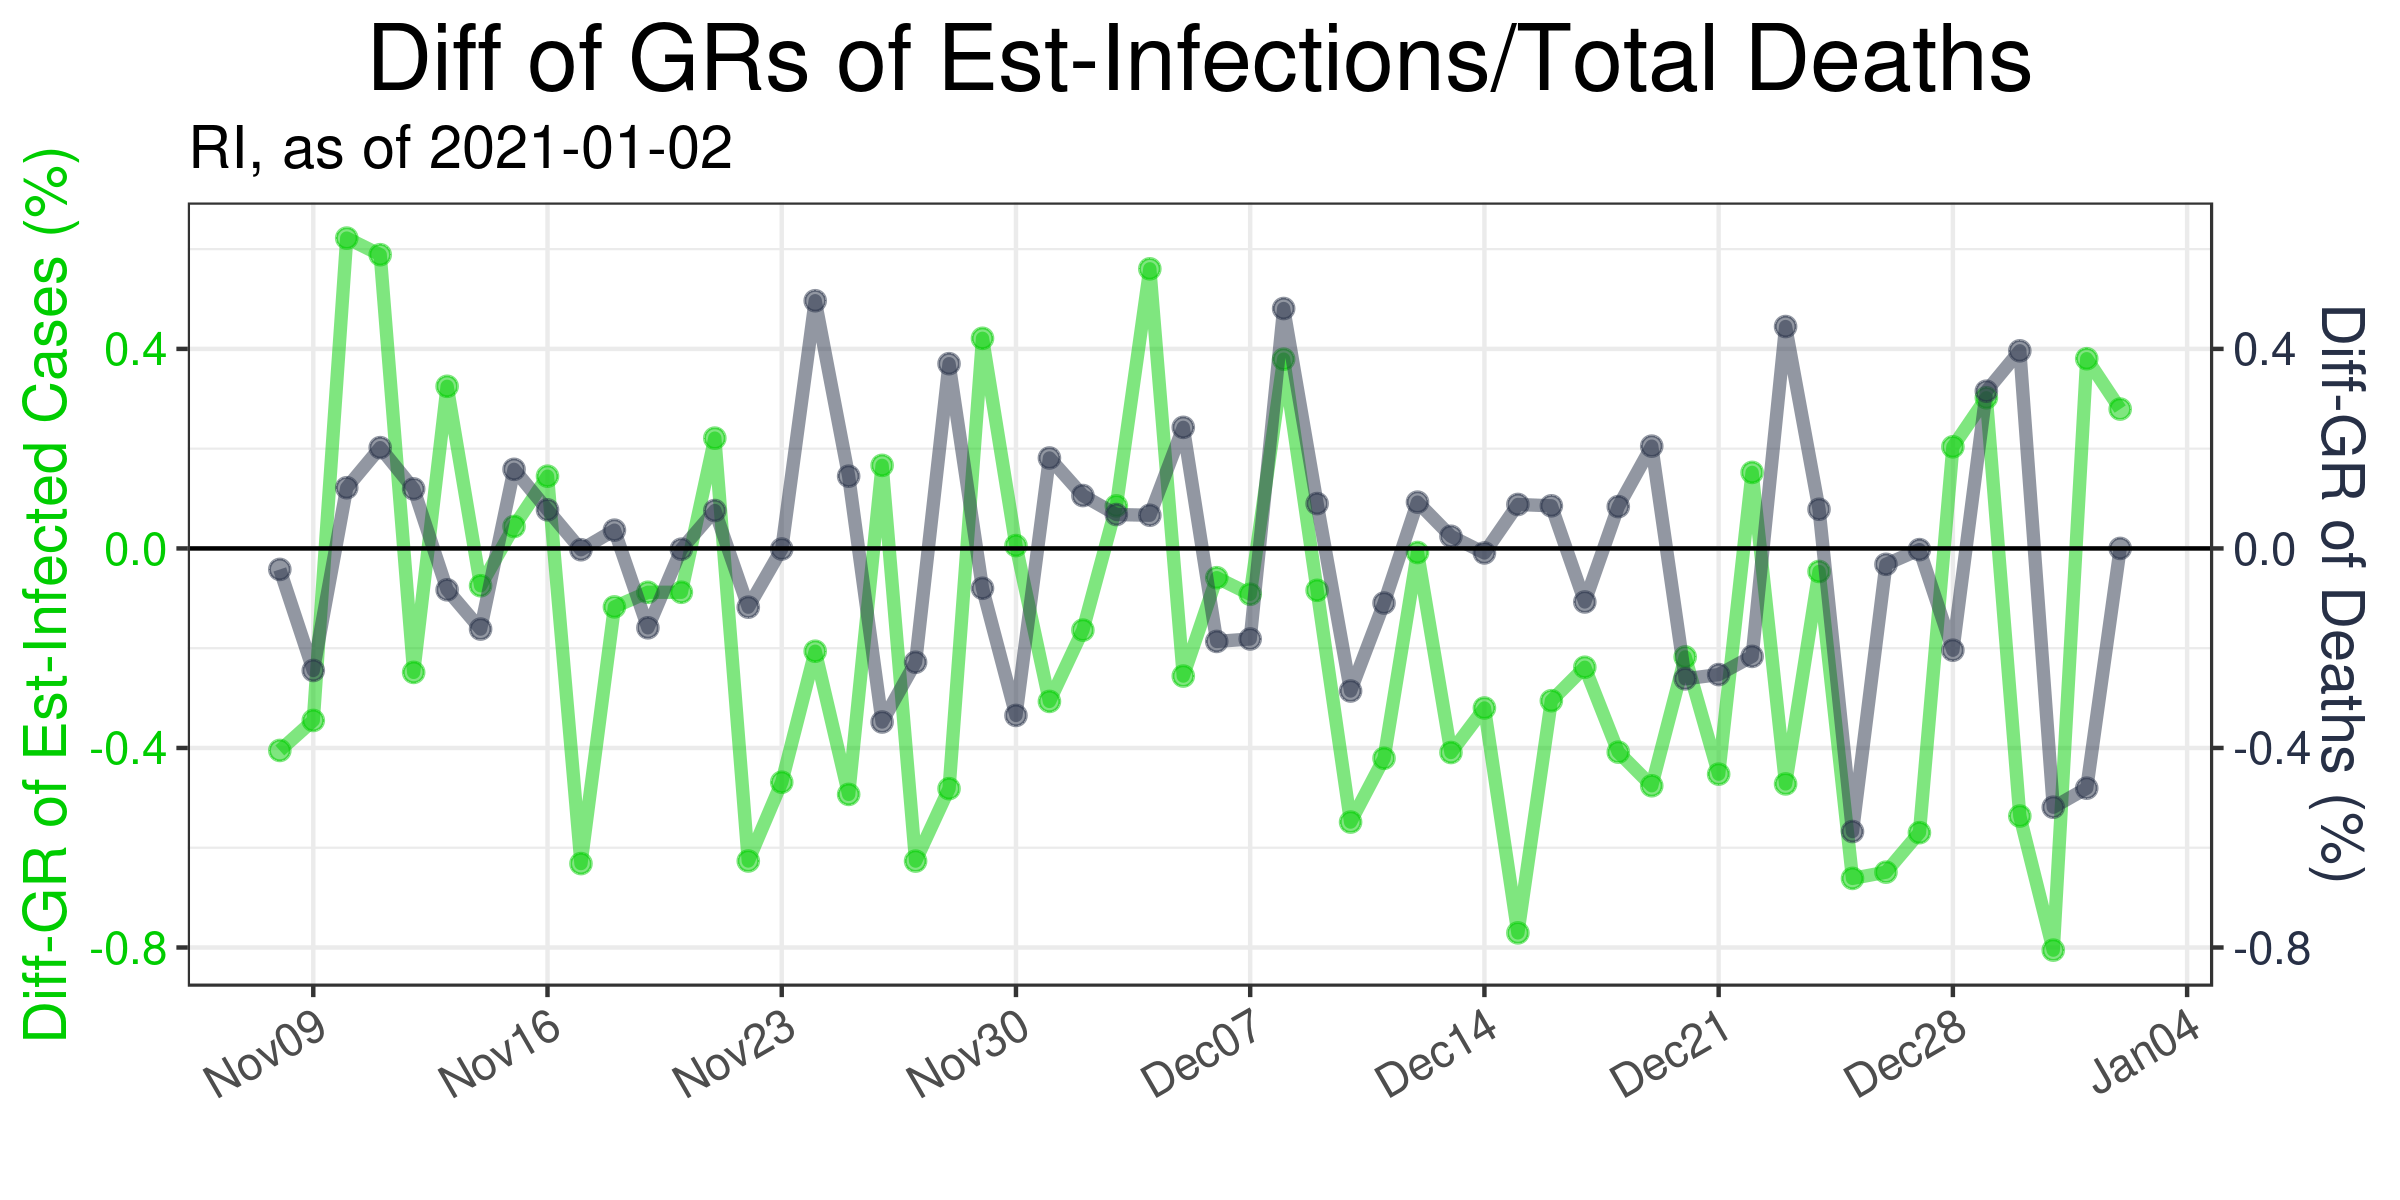 Diff of GRs of Est-Infections/Total Deaths
RI, as of 2021-01-02
Diff-GR of Est-Infected Cases (%)
0.4
0.0
-0.4
-0.8
0.4
0.0
-0.4
-0.8
Diff-GR of Deaths (%)
Nov09
Nov16
Nov23
Nov30
Dec07
Dec14
Dec21
Dec28
Jan04